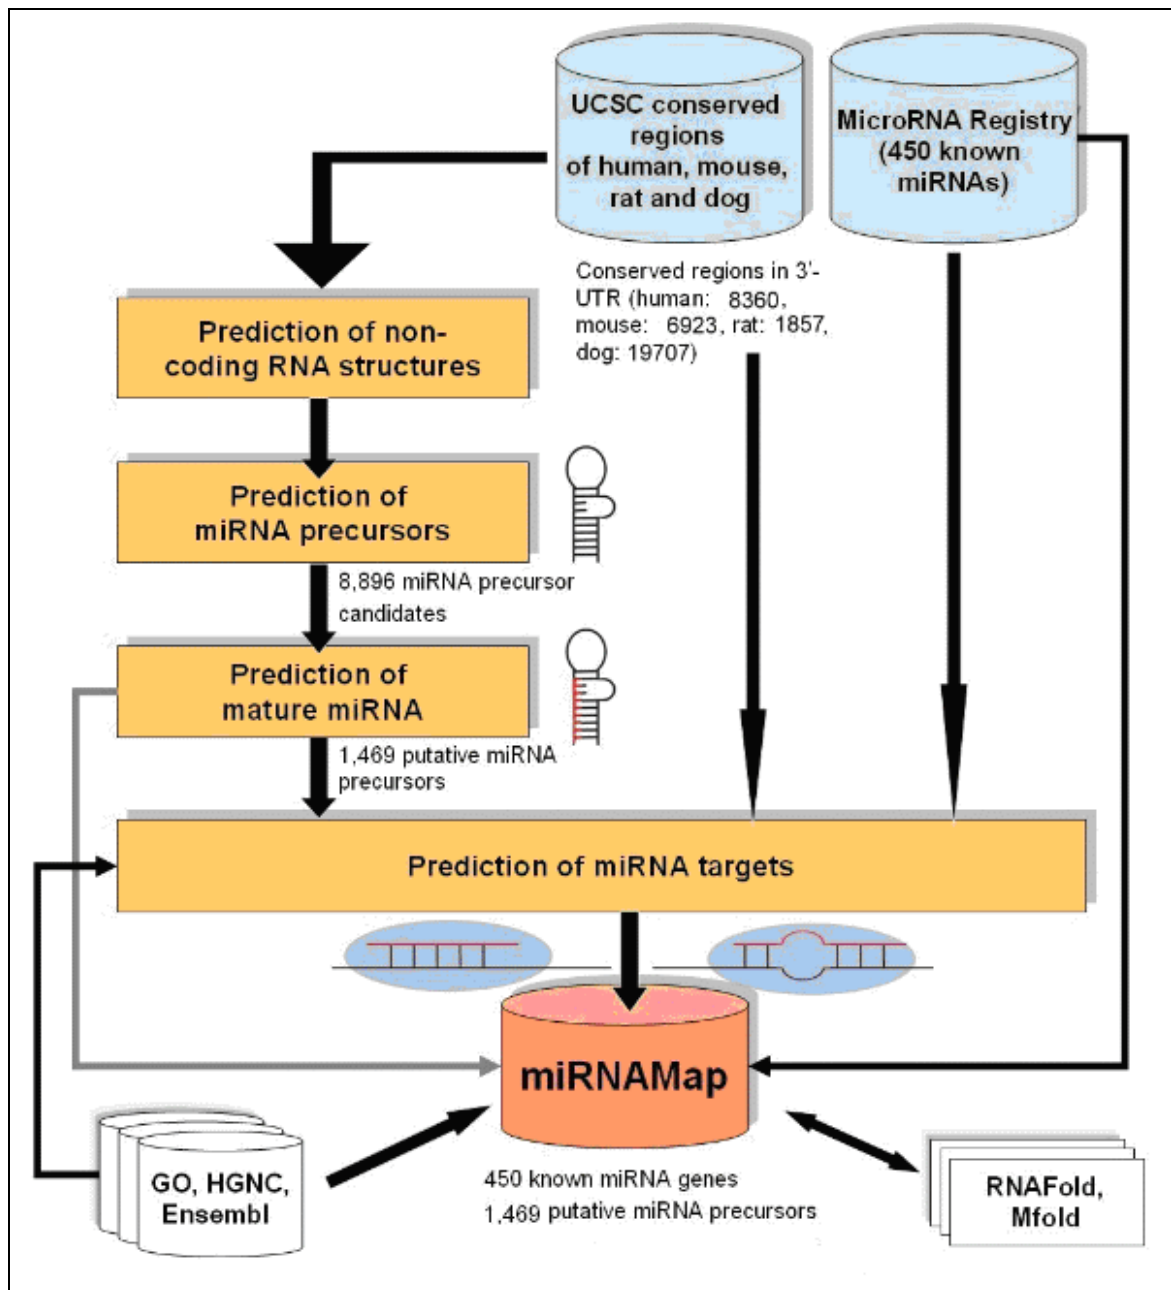 UCSC conserved
regions
of human, mouse,
rat and dog
MicroRNA Registry
(450 known
miRNAs)
Conserved regions in 3'-
UTR (human: 8360,
mouse: 6923, rat: 1857,
dog: 19707)
Prediction of non-
coding RNA structures
Prediction of
miRNA precursors
8,896 miRNA precursor
candidates
Prediction of
mature miRNA
1,469 putative miRNA
precursors
Prediction of miRNA targets
miRNAMap
GO, HGNC,
Ensembl
450 known miRNA genes
1,469 putative miRNA precursors
RNAFold,
Mfold